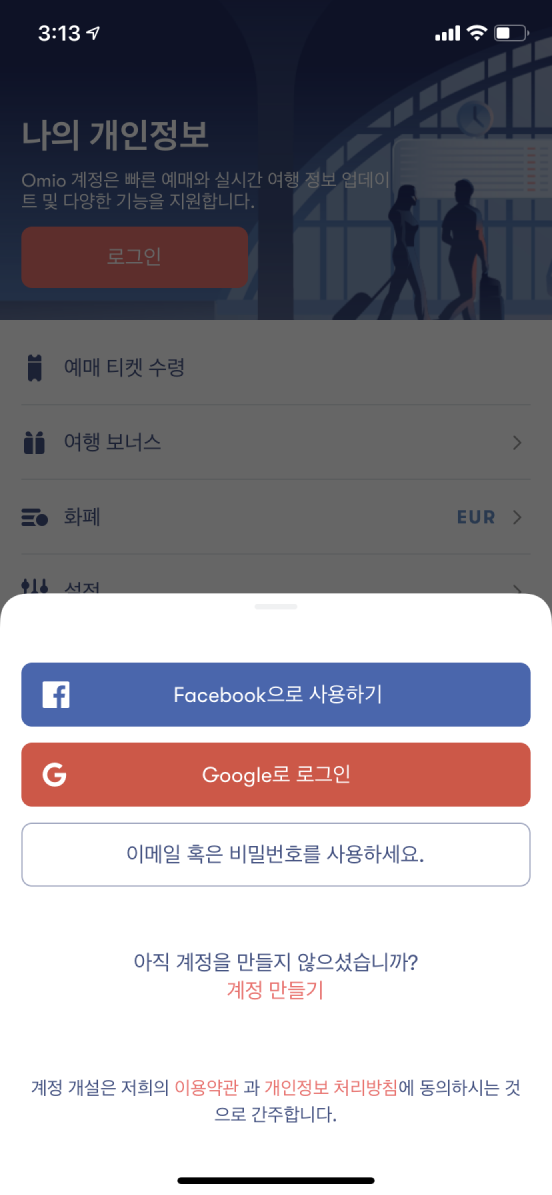 3:13
나의 개인정보
Omio 계정은 빠른 예매와 실시간 여행 정보 업데이
트 및 다양한 기능을 지원합니다.
로그인
예매 티켓 수령
여행 보너스
화폐 EUR
설정
Facebook으로 사용하기
Google로 로그인
이메일 혹은 비밀번호를 사용하세요.
아직 계정을 만들지 않으셨습니까?
계정 만들기
계정 개설은 저희의 이용약관 과 개인정보 처리방침에 동의하시는 것
으로 간주합니다.